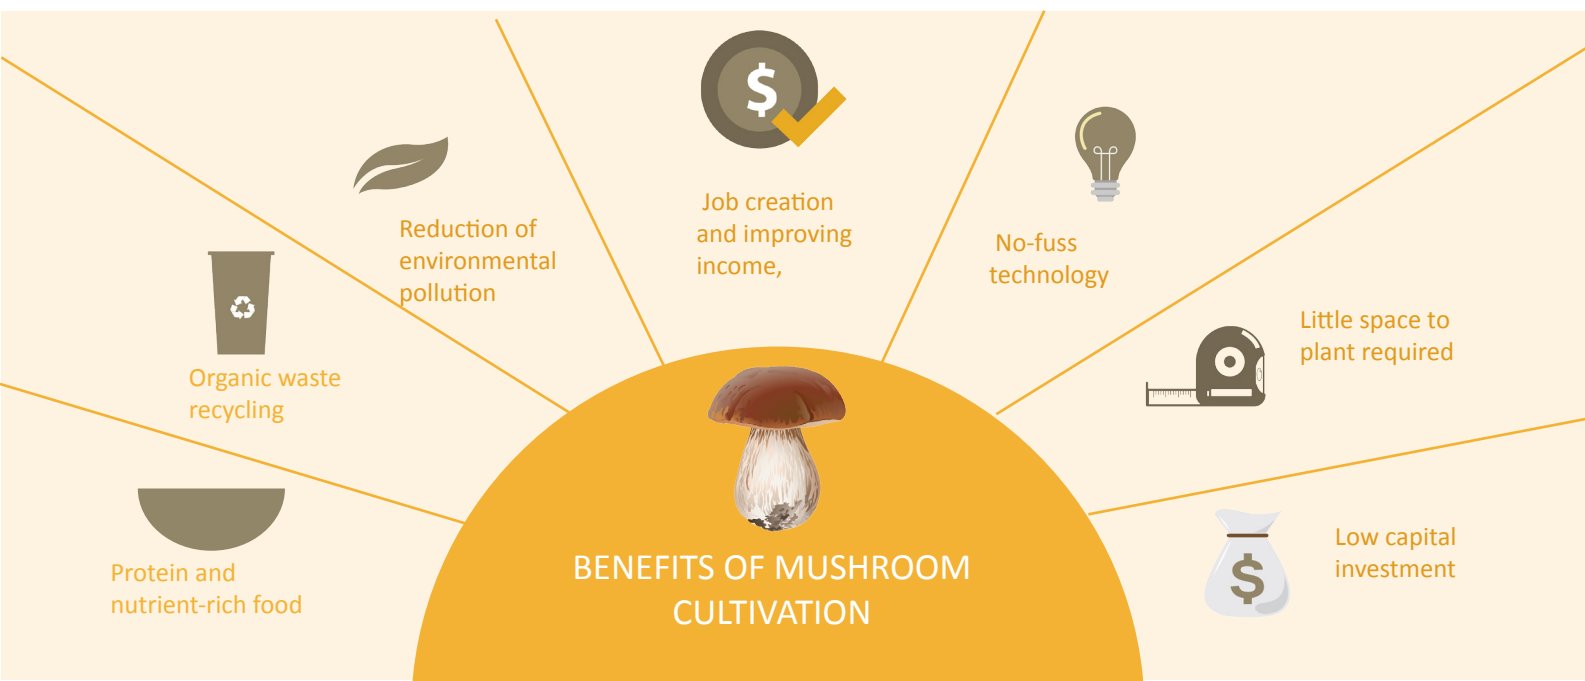 Protein and
nutrient-rich food
Organic waste
recycling
Reduction of
environmental
pollution
$
Job creation
and improving
income,
No-fuss
technology
Little space to
plant required
$
Low capital
investment
BENEFITS OF MUSHROOM
CULTIVATION